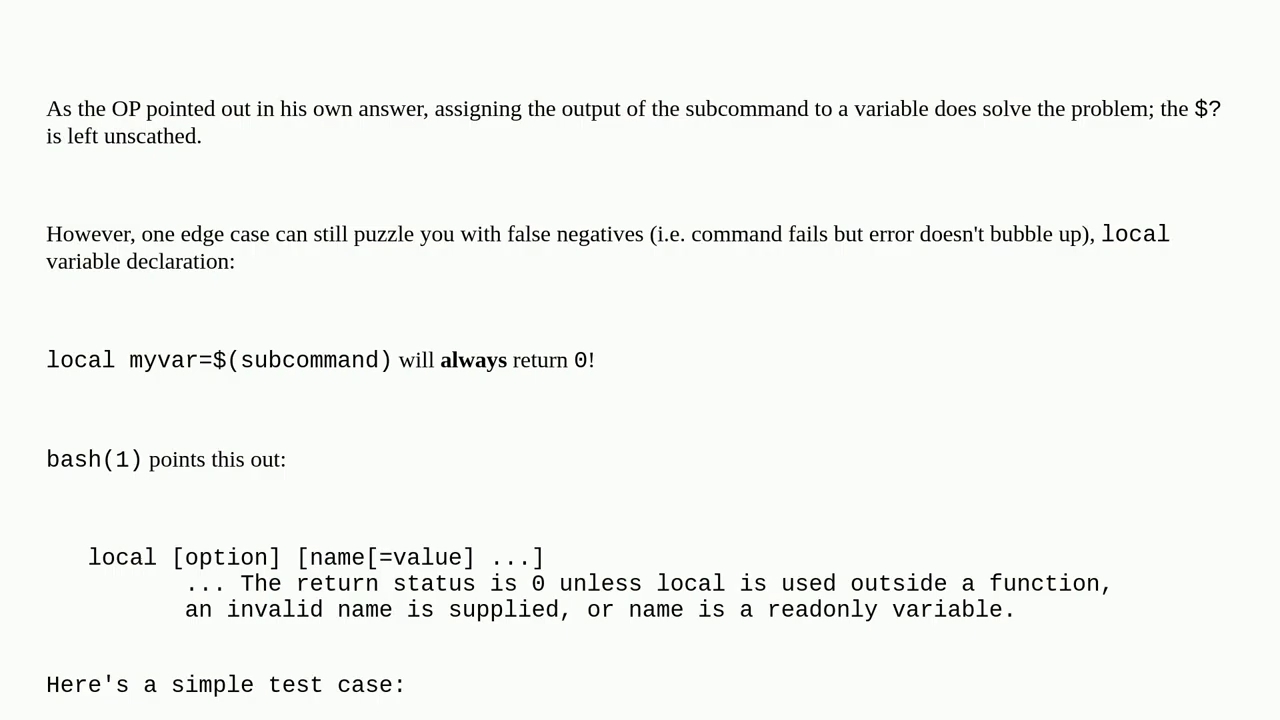 As the OP pointed out in his own answer, assigning the output of the subcommand to a variable does solve the problem; the $?
is left unscathed.
However, one edge case can still puzzle you with false negatives (i.e. command fails but error doesn't bubble up), local
variable declaration:
local myvar=$(subcommand) will always return 0!
bash(1) points this out:
local [option] [name[=value] ...]
... The return status is 0 unless local is used outside a function,
an invalid name is supplied, or name is a readonly variable.
Here's a simple test case: